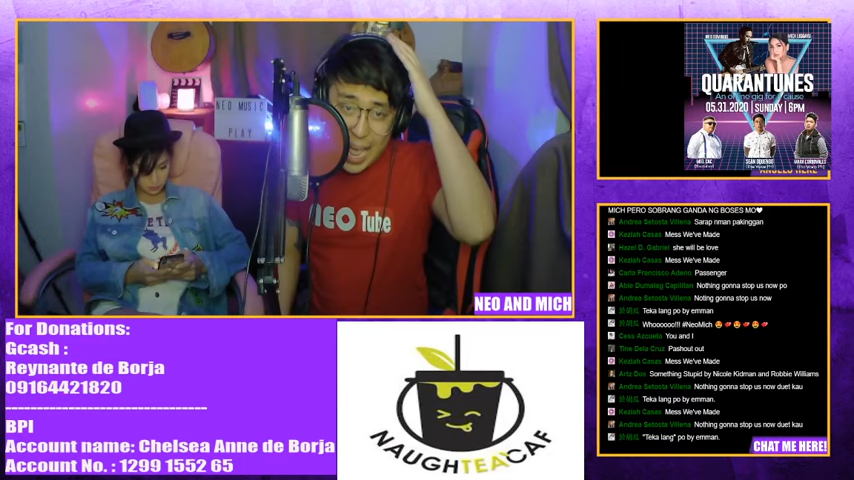 NEO MUSIC
PLAY
NEO Tube
NEO AND MICH
QUARANTUNES
An online gig for a cause
05.31.2020 | SUNDAY | 6PM
For Donations:
Gcash :
Reynante de Borja
09164421820
BPI
Account name: Chelsea Anne de Borja
Account No. : 1299 1552 65
NAUGHTEA CAF
MICH PERO SOBRANG GANDA NG BOSES MO❤
Andrea Setosta Villena Sarap nman pakinggan
Keziah Casas Mess We've Made
Hazel D. Gabriel she will be love
Keziah Casas Mess We've Made
Carla Francisco Adeno Passenger
Abie Dumalag Capilitan Nothing gonna stop us now po
Andrea Setosta Villena Noting gonna stop us now
Teka lang po by emman
Whoooooo!!! #NeoMich
You and I
Tine Dela Cruz Pashout out
Keziah Casas Mess We've Made
Artz Dos Something Stupid by Nicole Kidman and Robbie Williams
Andrea Setosta Villena Nothing gonna stop us now duet kau
Teka lang po by emman.
Keziah Casas Mess We've Made
Andrea Setosta Villena Nothing gonna stop us now duet kau
"Teka lang" po by emman.
CHAT ME HERE!